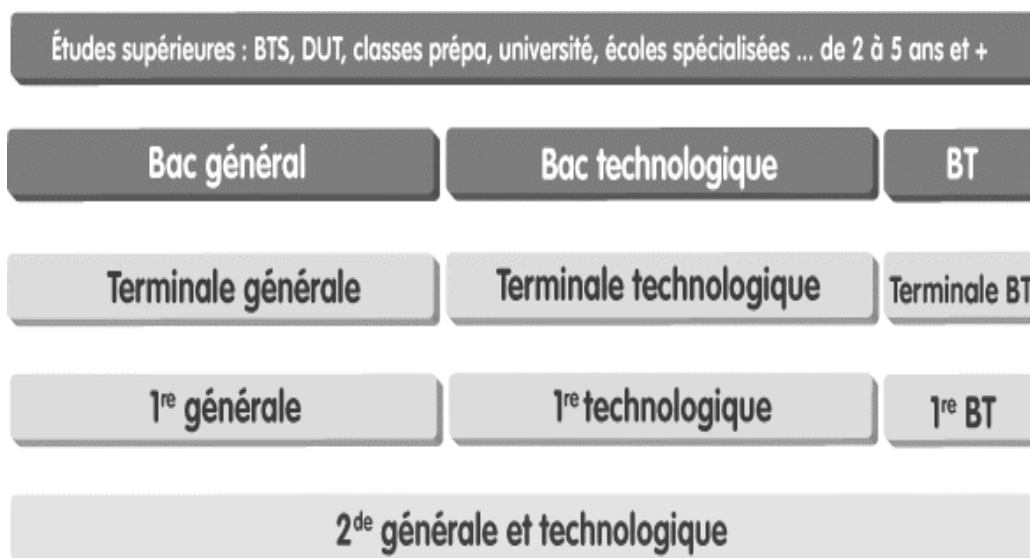 Études supérieures : BTS, DUT, classes prépa, université, écoles spécialisées ... de 2 à 5 ans et +
Bac général
Bac technologique
BT
Terminale générale
Terminale technologique
Terminale BT
1re générale
1re technologique
1re BT
2de générale et technologique